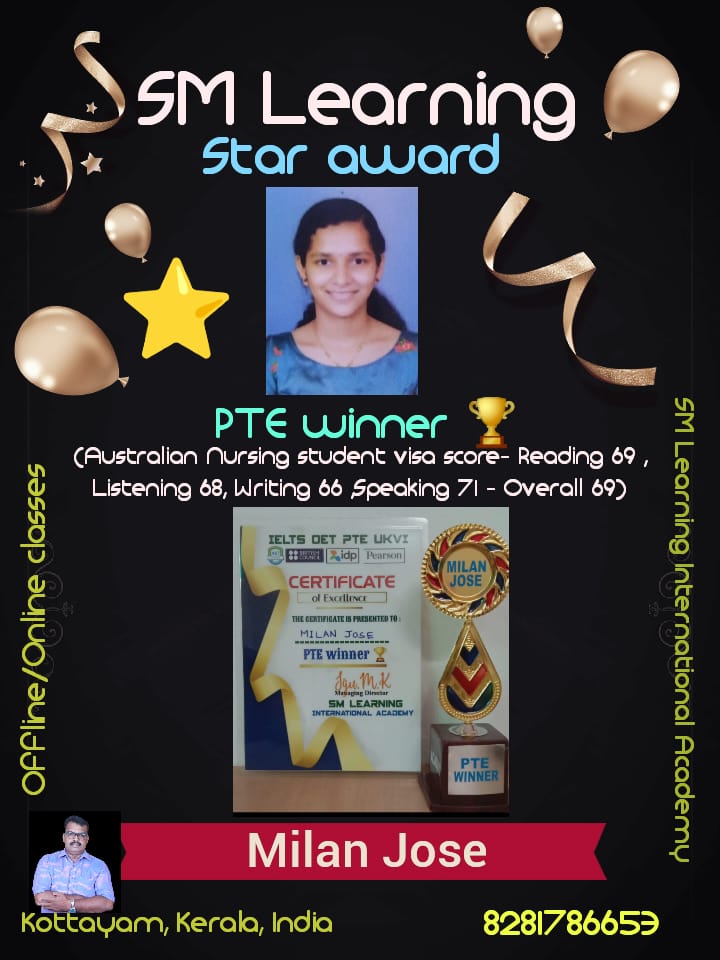 SM Learning
Star award
PTE winner
(Australian Nursing student visa score- Reading 69 ,
Listening 68, Writing 66 ,Speaking 71 - Overall 69)
IELTS OET PTE UKVI
BRITISH
COUNCIL
idp
Pearson
CERTIFICATE
of Excellence
THE CERTIFICATE IS PRESENTED TO :
MILAN JOSE
PTE winner
Jyu.M.K
Managing Director
SM LEARNING
INTERNATIONAL ACADEMY
MILAN
JOSE
PTE
WINNER
Offline/Online classes
SM Learning International Academy
Milan Jose
Kottayam, Kerala, India
8281786653